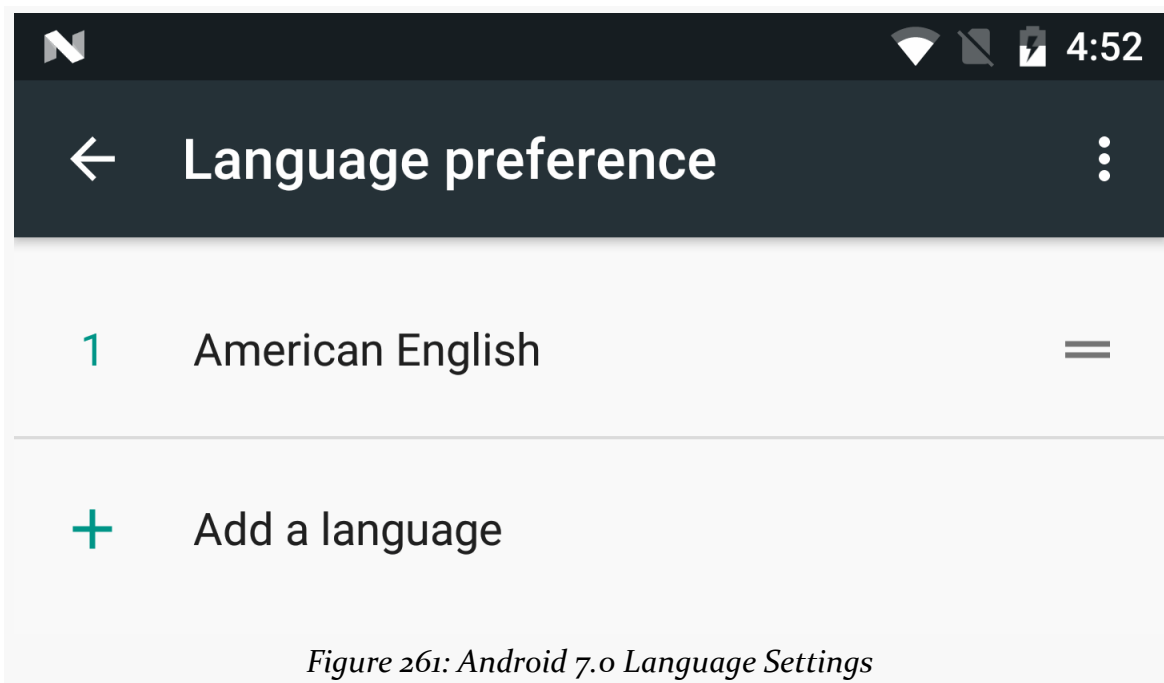 4:52
Language preference
1 American English
Add a language
Figure 261: Android 7.0 Language Settings